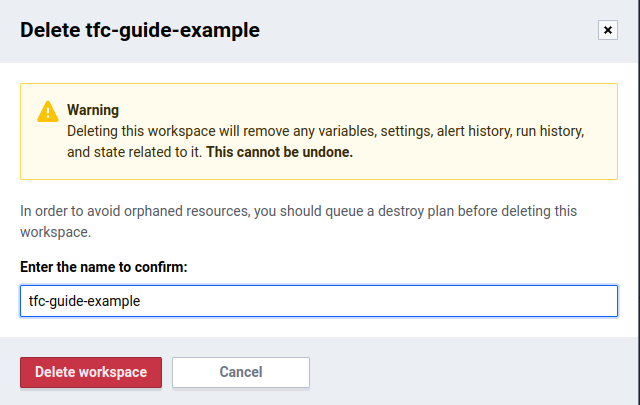 Delete tfc-guide-example
Warning
Deleting this workspace will remove any variables, settings, alert history, run history,
and state related to it. This cannot be undone.
In order to avoid orphaned resources, you should queue a destroy plan before deleting this
workspace.
Enter the name to confirm:
tfc-guide-example
Delete workspace
Cancel